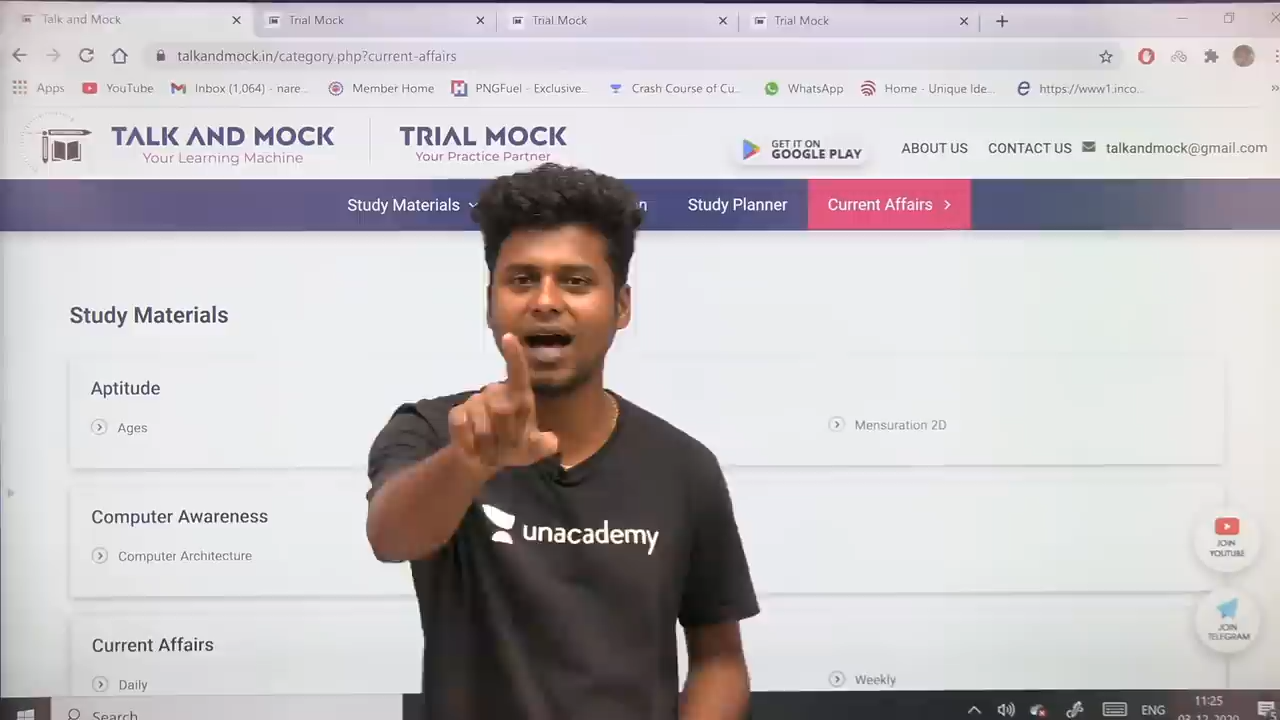 Talk and Mock
Trial Mock
Trial Mock
Trial Mock
talkandmock.in/category.php?current-affairs
Apps
YouTube
Inbox (1,064) - nare...
Member Home
PNGFuel - Exclusive...
Crash Course of Cu...
WhatsApp
Home - Unique Ide...
https://www1.inco...
TALK AND MOCK
Your Learning Machine
TRIAL MOCK
Your Practice Partner
GET IT ON
GOOGLE PLAY
ABOUT US
CONTACT US
talkandmock@gmail.com
Study Materials
Study Planner
Current Affairs
Study Materials
Aptitude
Ages
Mensuration 2D
Computer Awareness
Computer Architecture
unacademy
JOIN
YOUTUBE
JOIN
TELEGRAM
Current Affairs
Daily
Weekly
Search
ENG
11:25
03-12-2020